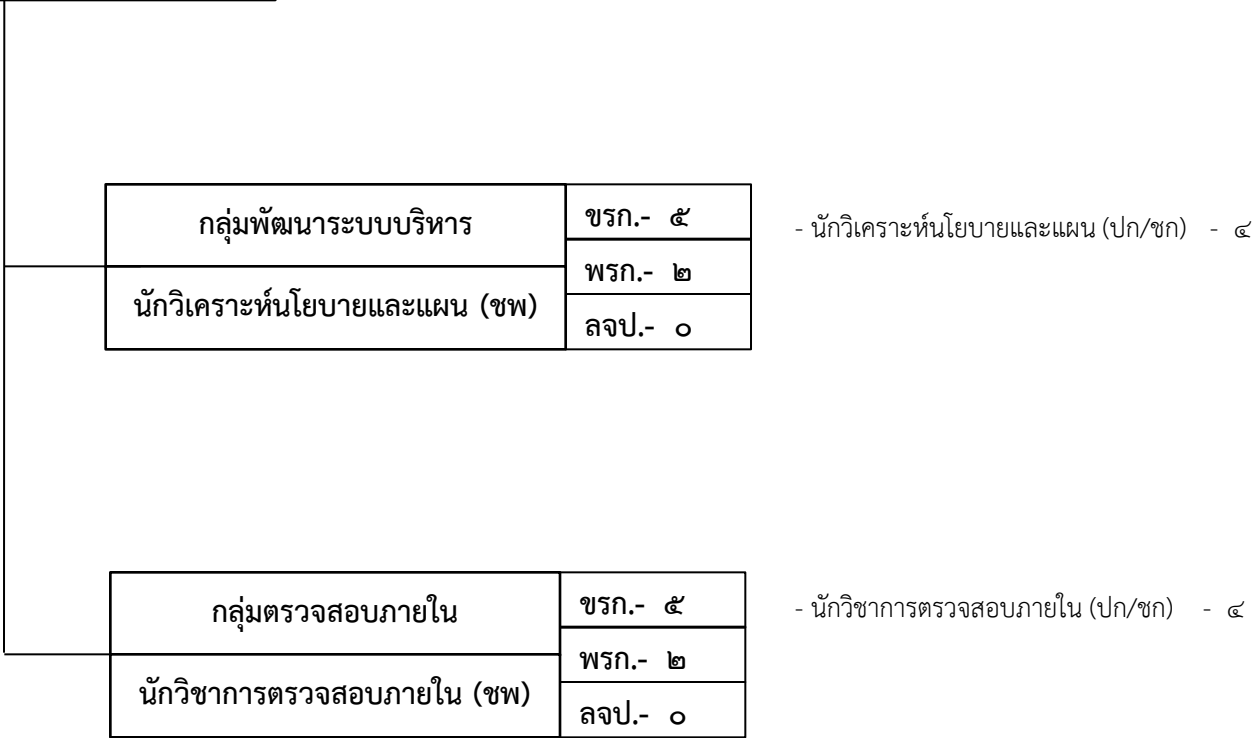 กลุ่มพัฒนาระบบบริหาร
นักวิเคราะห์นโยบายและแผน (ชพ)
ขรก.- ๕
พรก.- ๒
ลจป.- ๐
- นักวิเคราะห์นโยบายและแผน (ปก/ชก) - ๔
กลุ่มตรวจสอบภายใน
นักวิชาการตรวจสอบภายใน (ชพ)
ขรก.- ๕
พรก.- ๒
ลจป.- ๐
- นักวิชาการตรวจสอบภายใน (ปก/ชก) - ๔